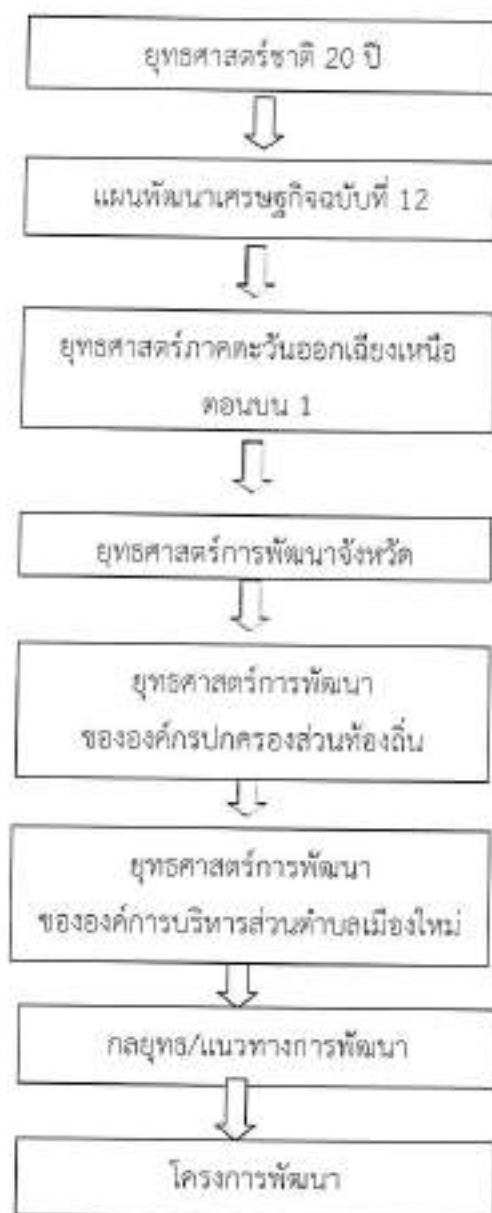 ยุทธศาสตร์ชาติ 20 ปี
แผนพัฒนาเศรษฐกิจฉบับที่ 12
ยุทธศาสตร์ภาคตะวันออกเฉียงเหนือ
ตอนบน 1
ยุทธศาสตร์การพัฒนาจังหวัด
ยุทธศาสตร์การพัฒนา
ขององค์กรปกครองส่วนท้องถิ่น
ยุทธศาสตร์การพัฒนา
ขององค์การบริหารส่วนตำบลเมืองใหม่
กลยุทธ/แนวทางการพัฒนา
โครงการพัฒนา